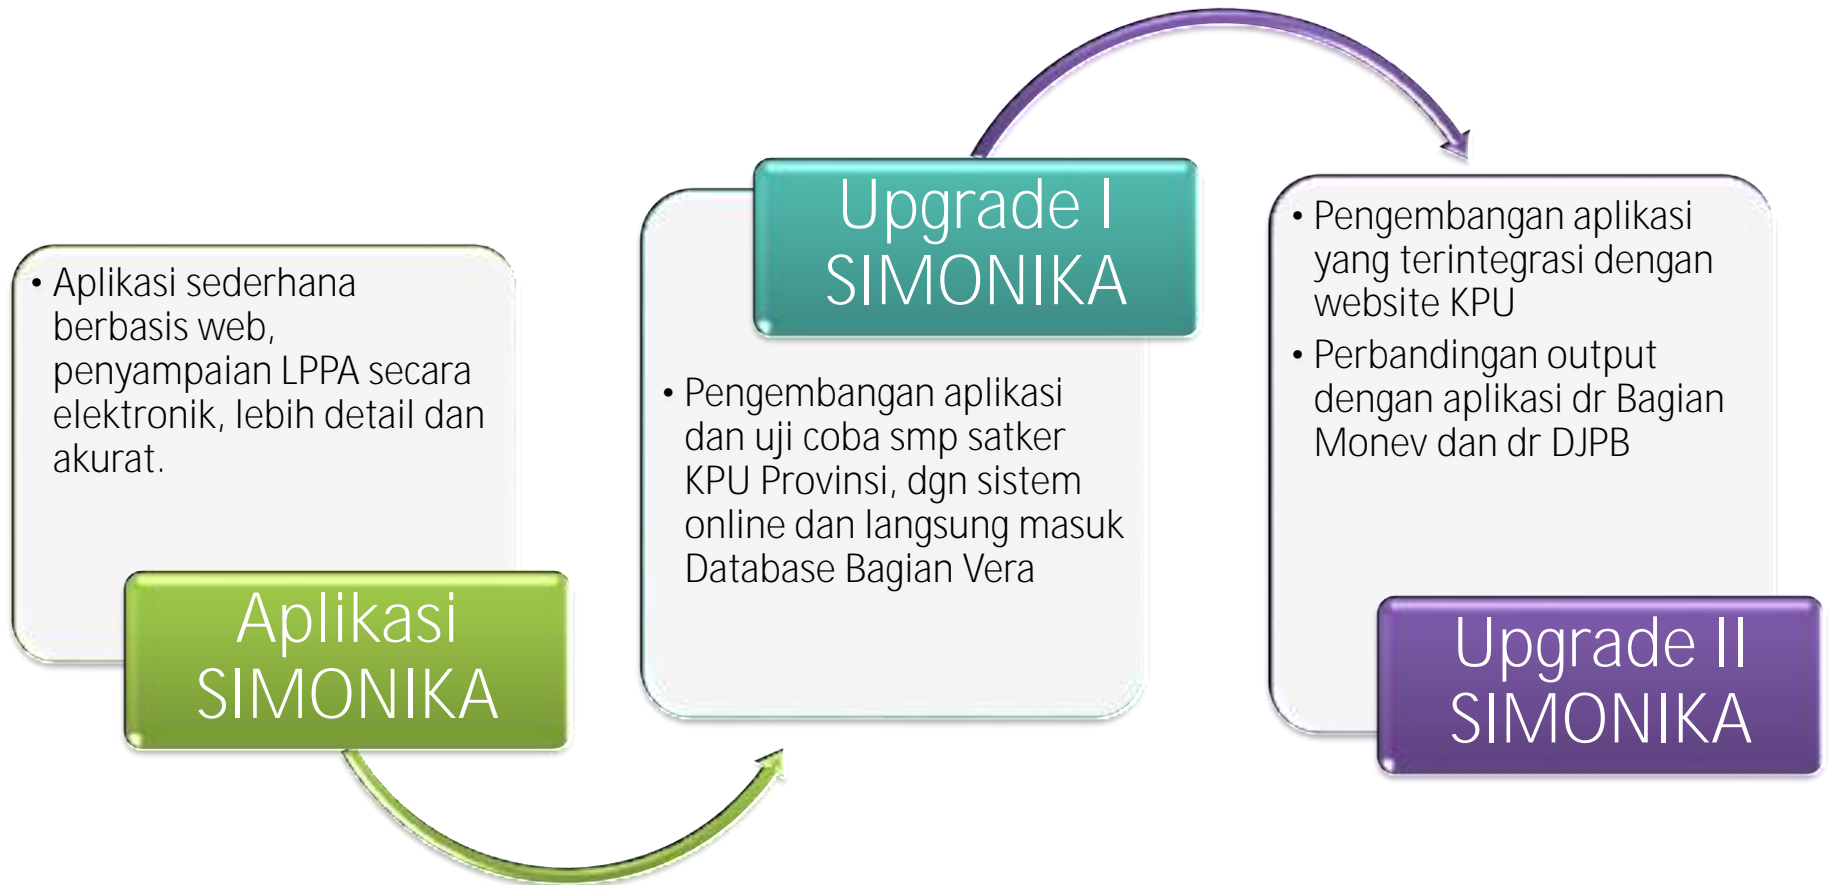 • Aplikasi sederhana
berbasis web,
penyampaian LPPA secara
elektronik, lebih detail dan
akurat.
Aplikasi
SIMONIKA
Upgrade I
SIMONIKA
• Pengembangan aplikasi
dan uji coba smp satker
KPU Provinsi, dgn sistem
online dan langsung masuk
Database Bagian Vera
• Pengembangan aplikasi
yang terintegrasi dengan
website KPU
• Perbandingan output
dengan aplikasi dr Bagian
Monev dan dr DJPB
Upgrade II
SIMONIKA